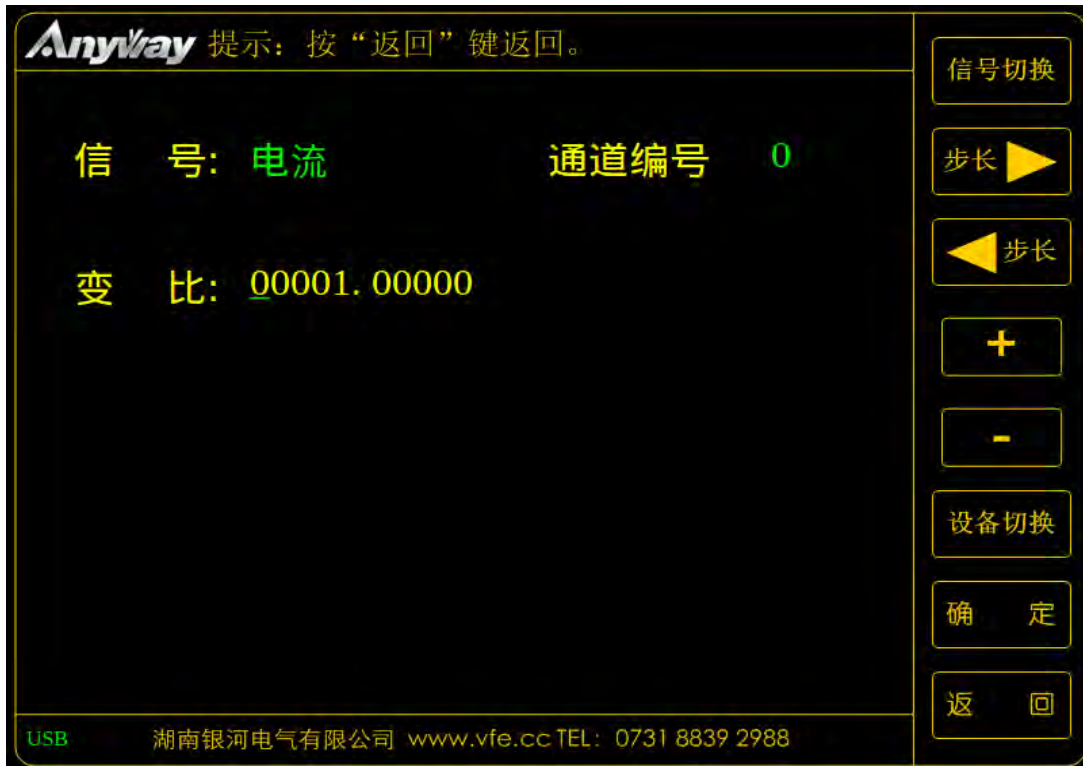 AnyWay 提示：按“返回”键返回。
信 号: 电流 通道编号 0
变 比: 00001.00000
信号切换
步长
步长
+
-
设备切换
确 定
返 回
USB 湖南银河电气有限公司 www.vfe.cc TEL: 0731 8839 2988